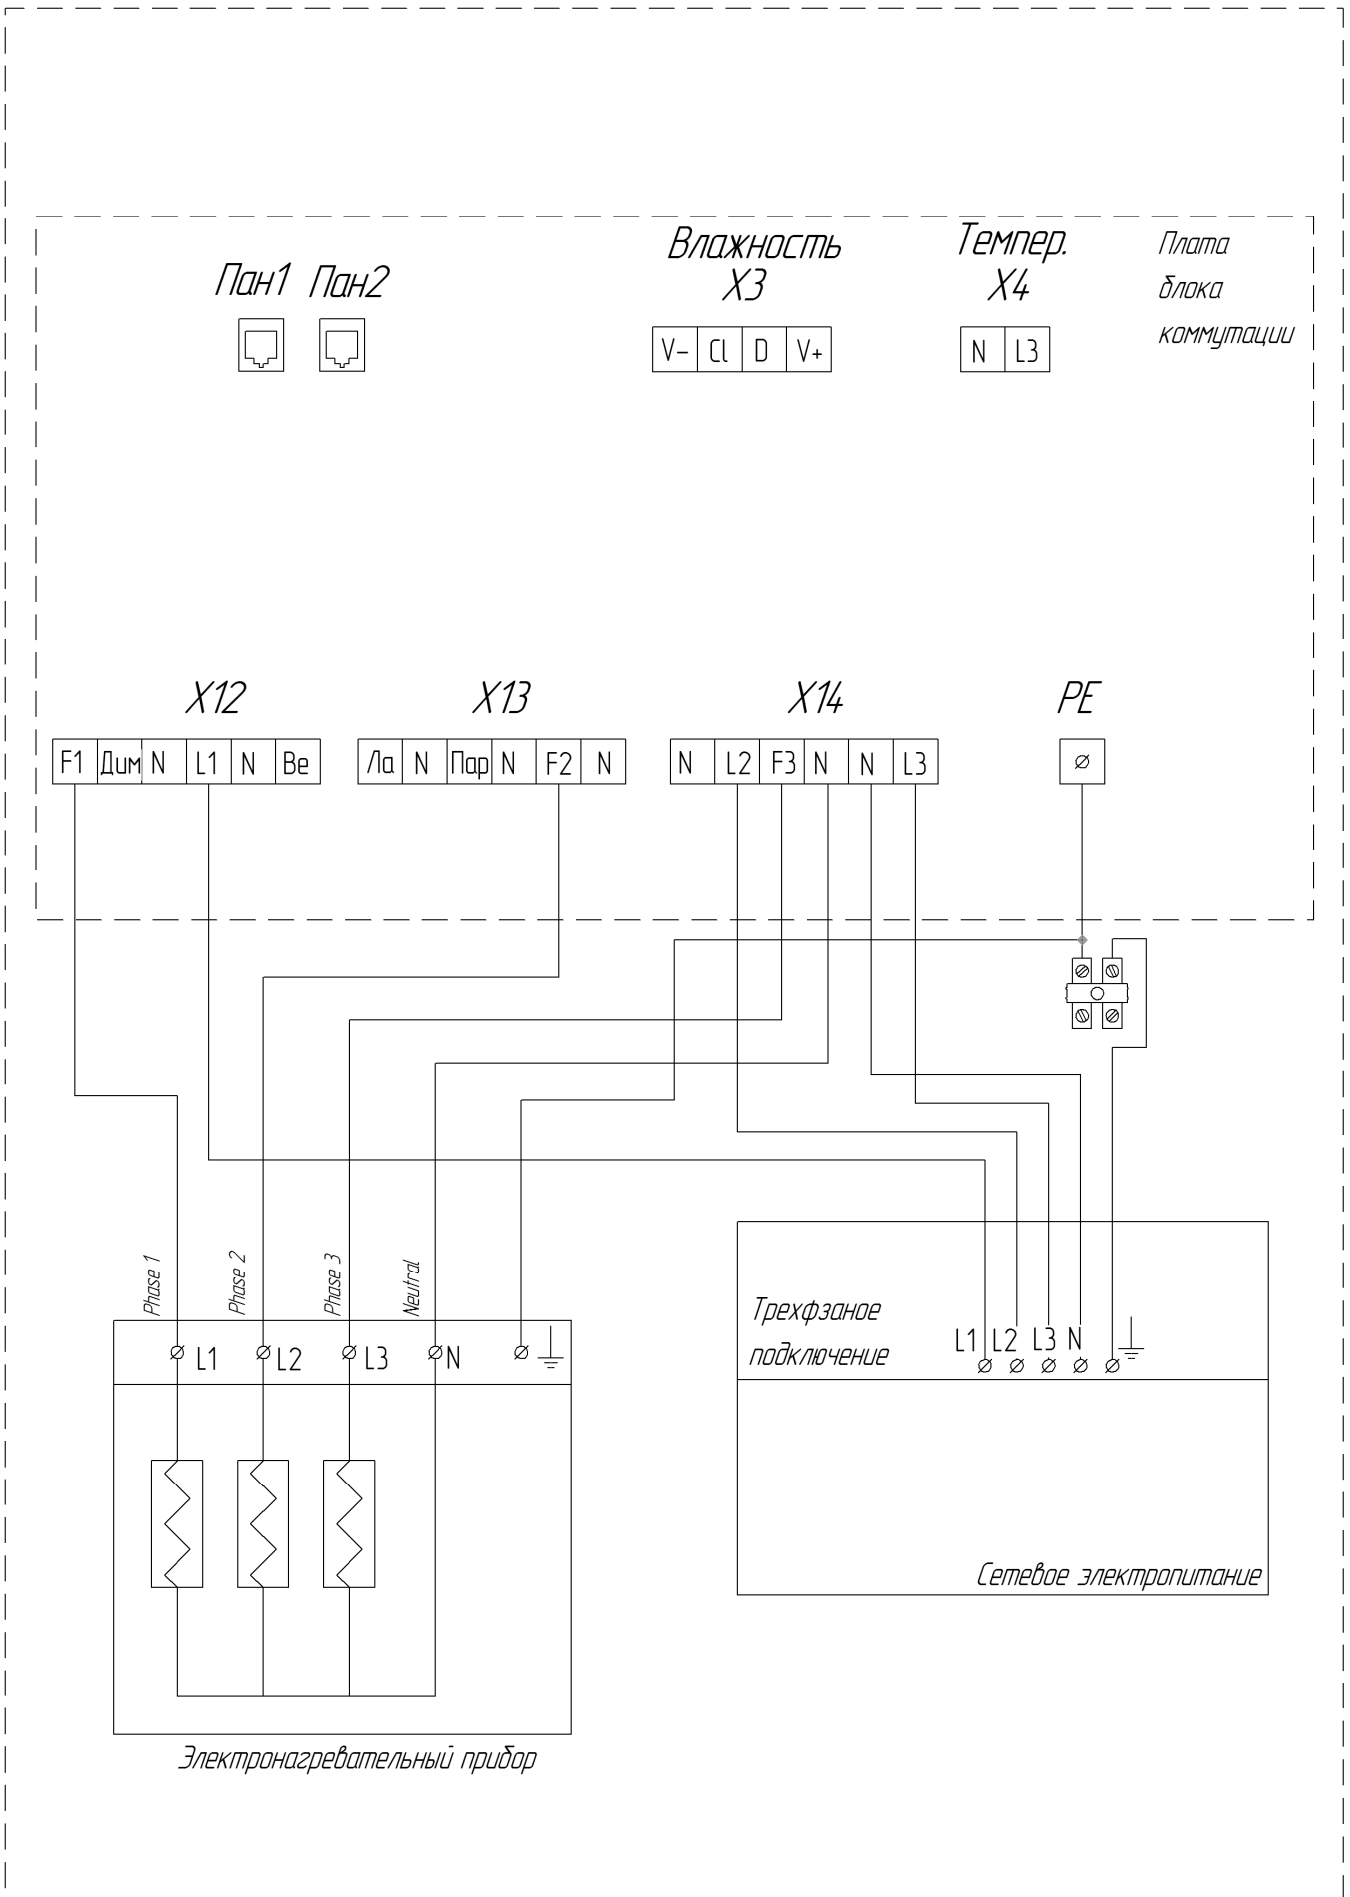 Влажность
X3
Темпер.
X4
Плата
блока
коммутации
Пан1 Пан2
V- Cl D V+
N L3
X12
X13
X14
PE
F1 Дим N L1 N Ве
Ла N Пар N F2 N
N L2 F3 N N L3
Phase 1
Phase 2
Phase 3
Neutral
L1 L2 L3 N
Трехфзаное
подключение
L1 L2 L3 N
Сетевое электропитание
Электронагревательный прибор